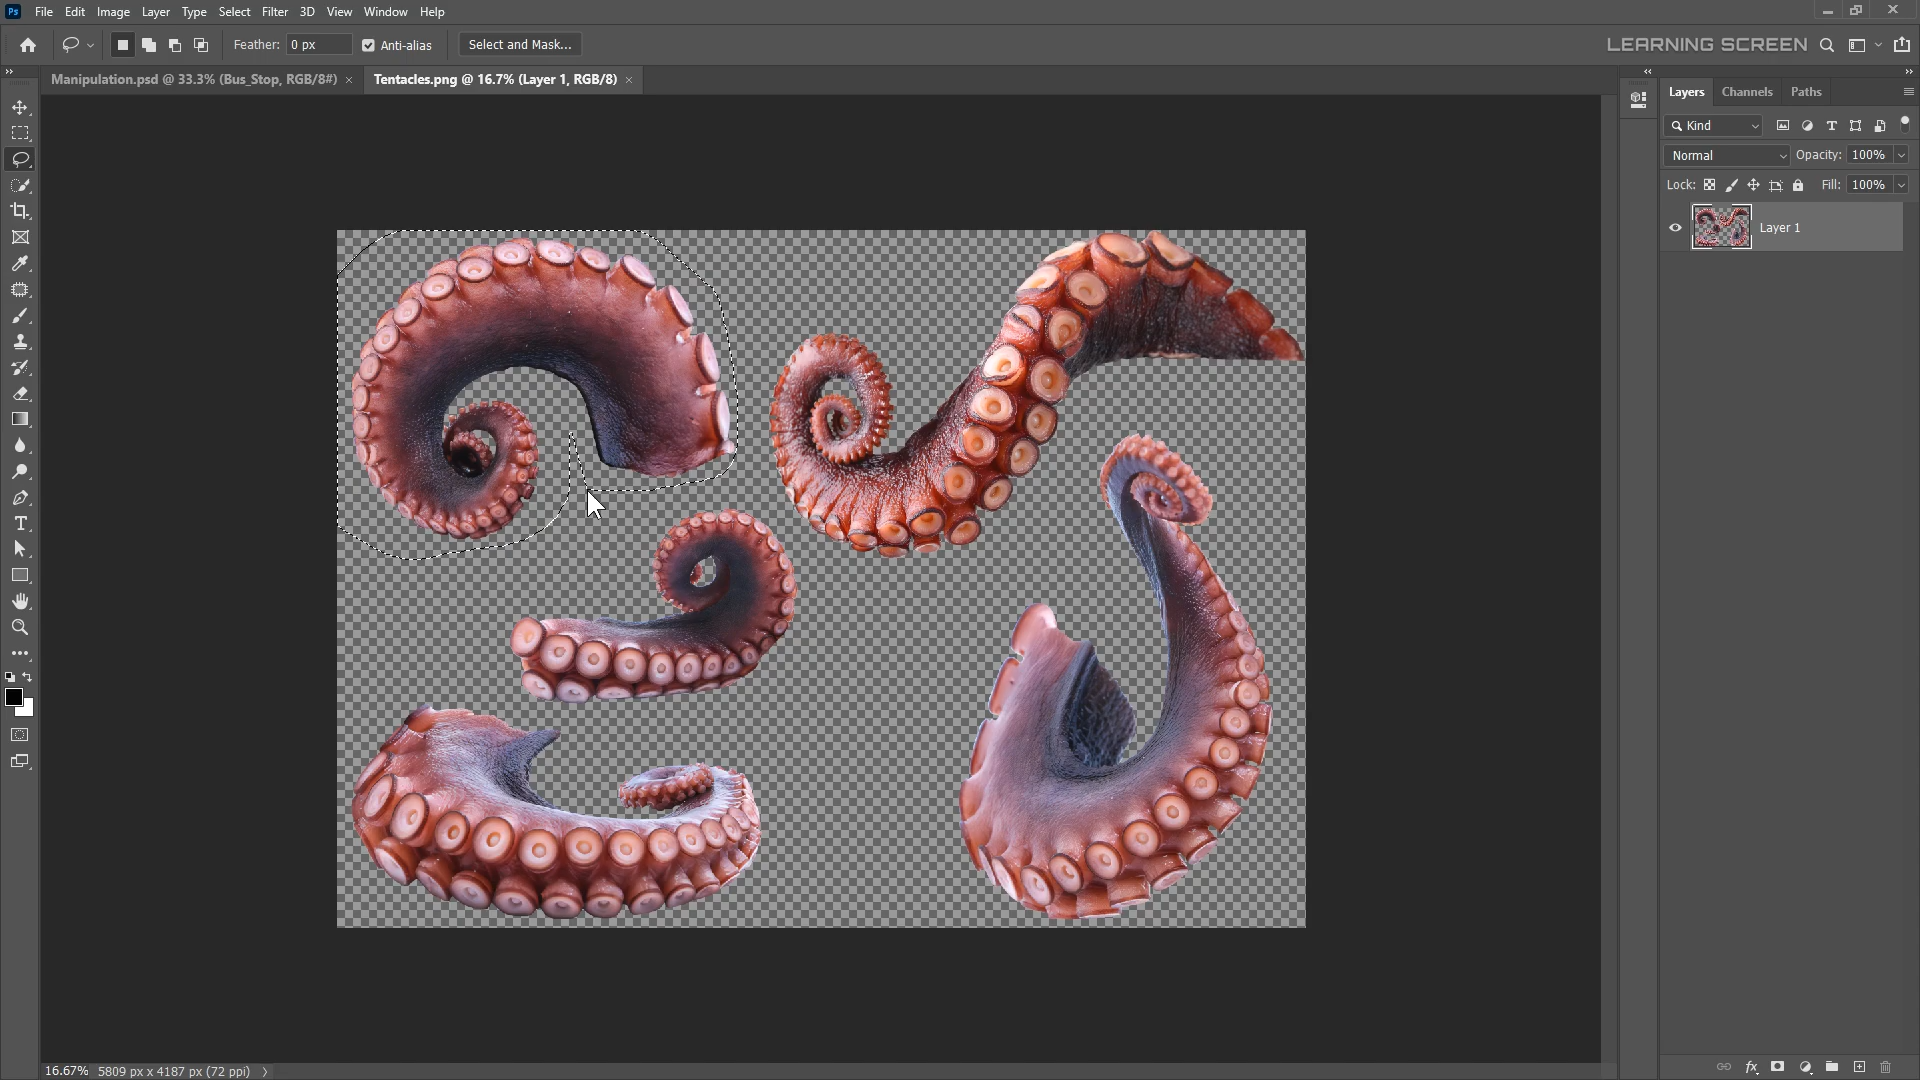 Ps File Edit Image Layer Type Select Filter 3D View Window Help
Feather: 0 px Anti-alias Select and Mask... LEARNING SCREEN
Manipulation.psd @ 33.3% (Bus_Stop, RGB/8#) × Tentacles.png @ 16.7% (Layer 1, RGB/8) ×
Layers Channels Paths
Kind
Normal Opacity: 100%
Lock: Fill: 100%
Layer 1
16.67% 5809 px x 4187 px (72 ppi)